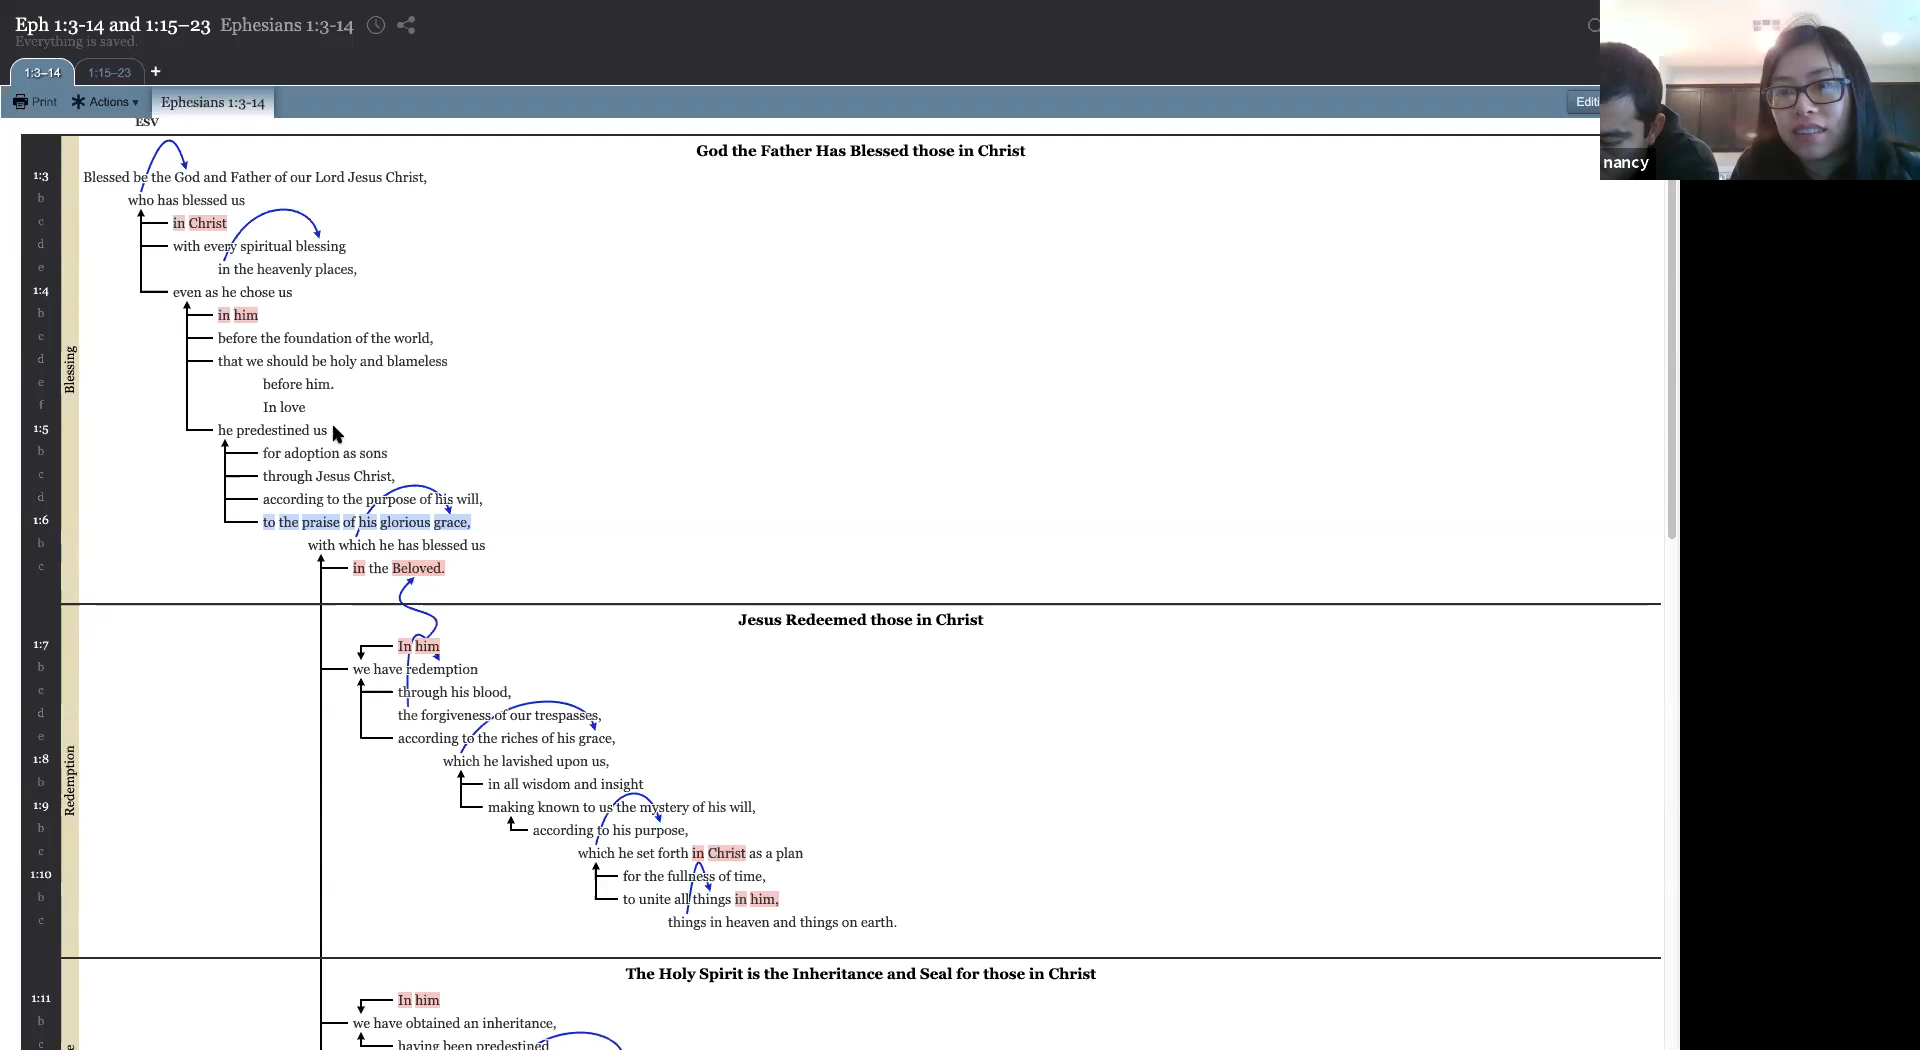 Eph 1:3-14 and 1:15–23 Ephesians 1:3-14
Everything is saved.
1:3–14 1:15–23 +
Print Actions ▾ Ephesians 1:3-14
nancy
ESV
God the Father Has Blessed those in Christ
1:3 Blessed be the God and Father of our Lord Jesus Christ,
b who has blessed us
c in Christ
d with every spiritual blessing
e in the heavenly places,
1:4 even as he chose us
b in him
c before the foundation of the world,
d that we should be holy and blameless
Blessing
e before him.
f In love
1:5 he predestined us
b for adoption as sons
c through Jesus Christ,
d according to the purpose of his will,
1:6 to the praise of his glorious grace,
b with which he has blessed us
c in the Beloved.
Jesus Redeemed those in Christ
1:7 In him
b we have redemption
c through his blood,
d the forgiveness of our trespasses,
e according to the riches of his grace,
1:8 which he lavished upon us,
Redemption
b in all wisdom and insight
1:9 making known to us the mystery of his will,
b according to his purpose,
c which he set forth in Christ as a plan
1:10 for the fullness of time,
b to unite all things in him,
c things in heaven and things on earth.
The Holy Spirit is the Inheritance and Seal for those in Christ
1:11 In him
b we have obtained an inheritance,
c having been predestined